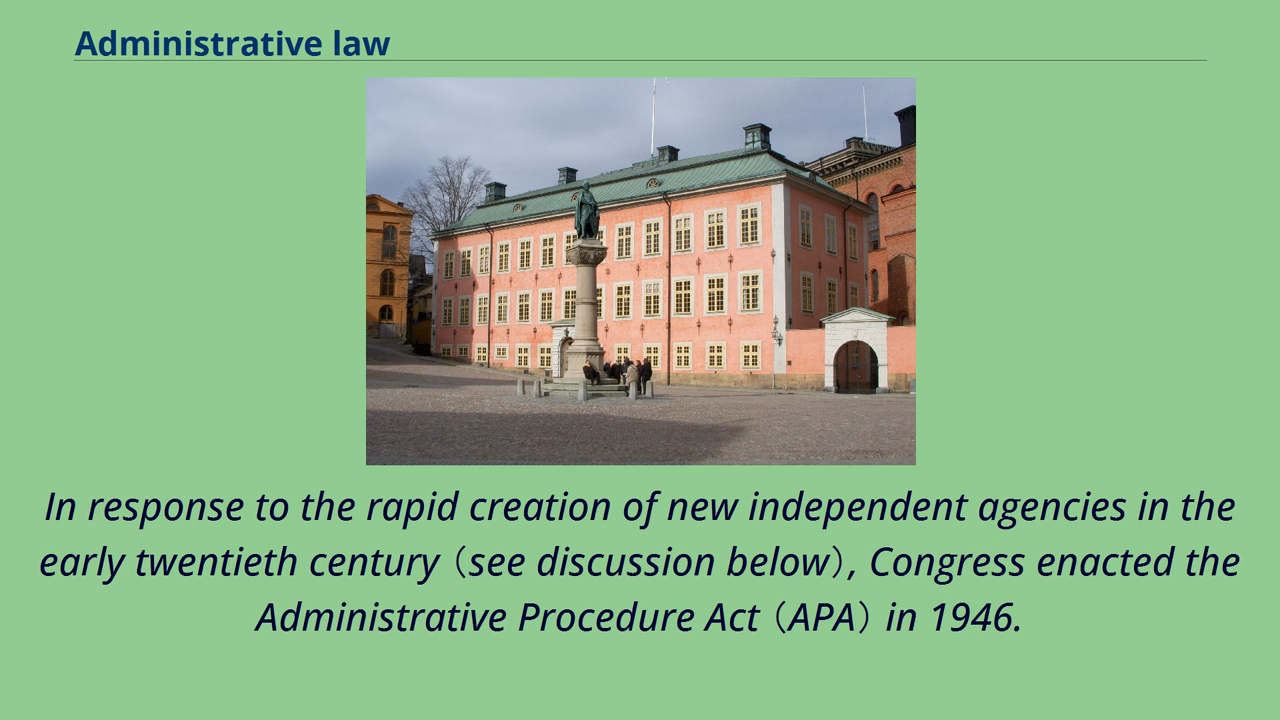 Administrative law
In response to the rapid creation of new independent agencies in the
early twentieth century（see discussion below）, Congress enacted the
Administrative Procedure Act（APA）in 1946.